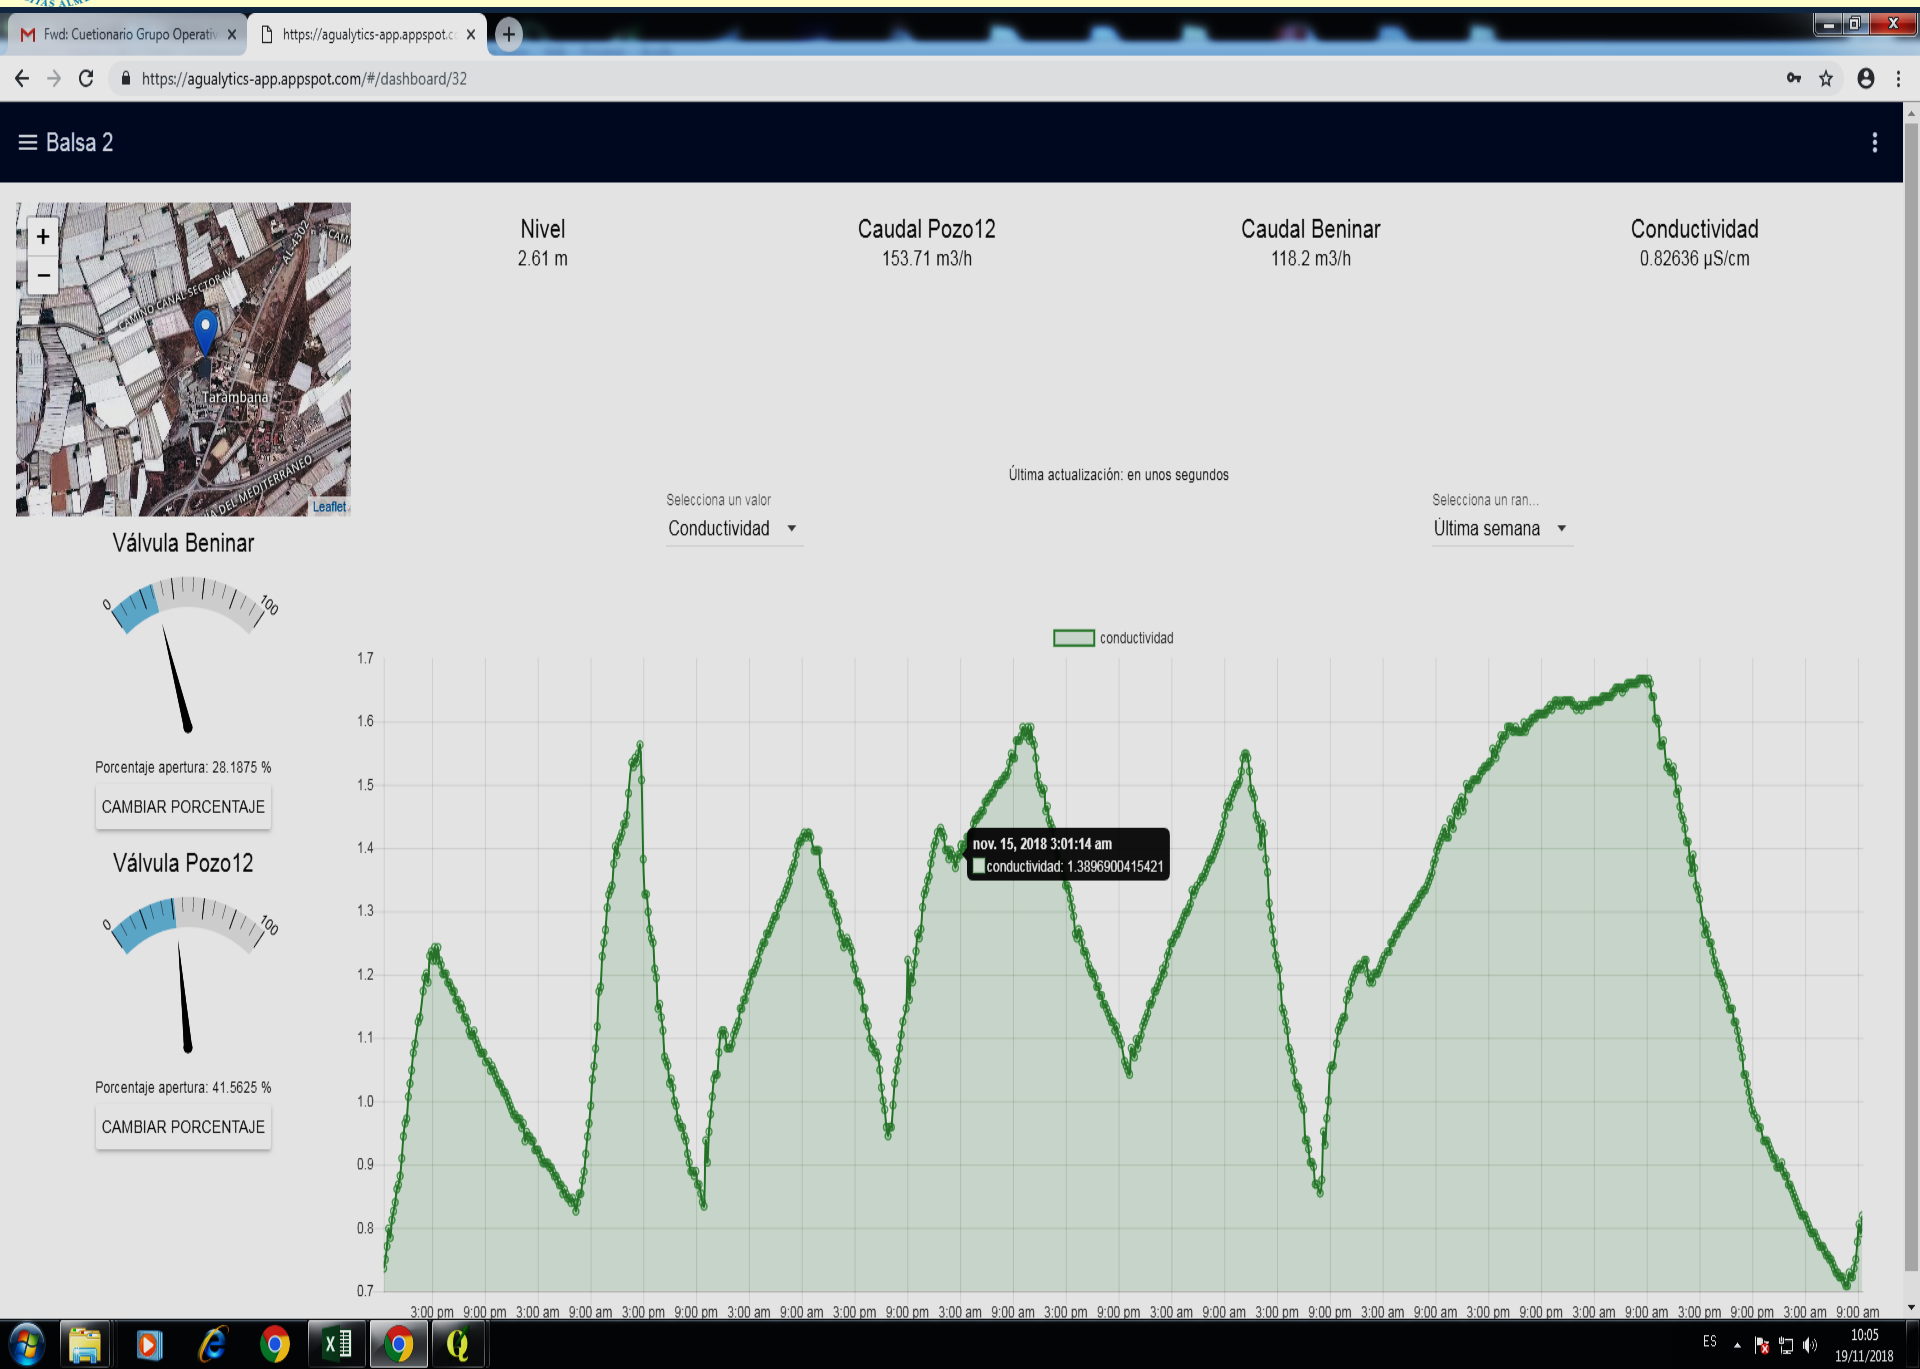 Fwd: Cuetionario Grupo Operativ
https://agualytics-app.appspot.c
https://agualytics-app.appspot.com/#/dashboard/32
Balsa 2
+
−
AL-4302
CAMINO CANAL SECTOR IV
Tarambana
DEL MEDITERRÁNEO
Leaflet
Nivel
2.61 m
Caudal Pozo12
153.71 m3/h
Caudal Beninar
118.2 m3/h
Conductividad
0.82636 µS/cm
Última actualización: en unos segundos
Selecciona un valor
Conductividad
Selecciona un ran...
Última semana
Válvula Beninar
0
100
Porcentaje apertura: 28.1875 %
CAMBIAR PORCENTAJE
Válvula Pozo12
0
100
Porcentaje apertura: 41.5625 %
CAMBIAR PORCENTAJE
conductividad
1.7
1.6
1.5
1.4
1.3
1.2
1.1
1.0
0.9
0.8
0.7
nov. 15, 2018 3:01:14 am
conductividad: 1.3896900415421
3:00 pm 9:00 pm 3:00 am 9:00 am 3:00 pm 9:00 pm 3:00 am 9:00 am 3:00 pm 9:00 pm 3:00 am 9:00 am 3:00 pm 9:00 pm 3:00 am 9:00 am 3:00 pm 9:00 pm 3:00 am 9:00 am 3:00 pm 9:00 pm 3:00 am 9:00 am 3:00 pm 9:00 pm 3:00 am 9:00 am
ES
10:05
19/11/2018